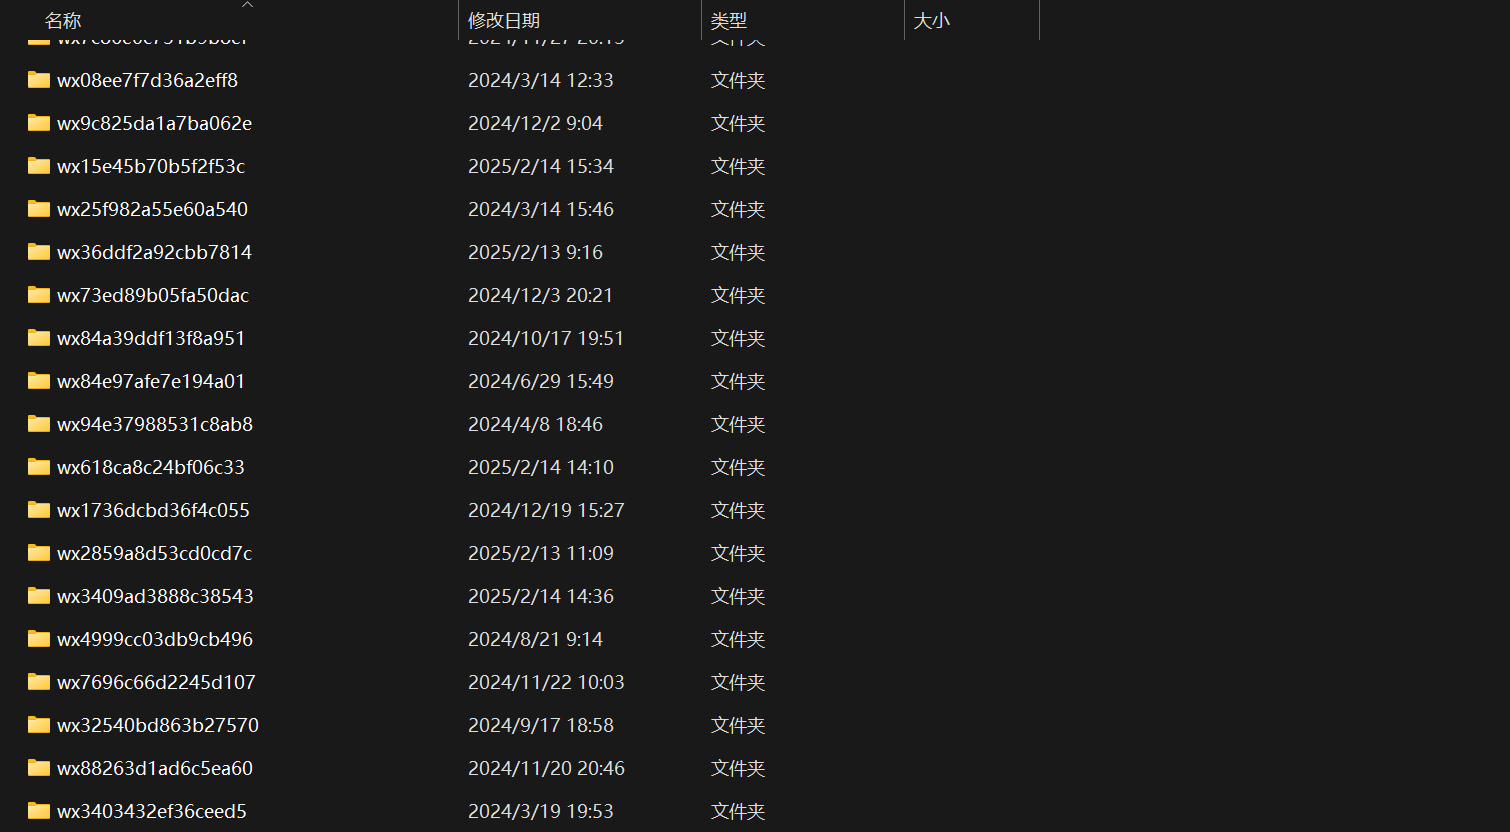 名称 修改日期 类型 大小
wx08ee7f7d36a2eff8 2024/3/14 12:33 文件夹
wx9c825da1a7ba062e 2024/12/2 9:04 文件夹
wx15e45b70b5f2f53c 2025/2/14 15:34 文件夹
wx25f982a55e60a540 2024/3/14 15:46 文件夹
wx36ddf2a92cbb7814 2025/2/13 9:16 文件夹
wx73ed89b05fa50dac 2024/12/3 20:21 文件夹
wx84a39ddf13f8a951 2024/10/17 19:51 文件夹
wx84e97afe7e194a01 2024/6/29 15:49 文件夹
wx94e37988531c8ab8 2024/4/8 18:46 文件夹
wx618ca8c24bf06c33 2025/2/14 14:10 文件夹
wx1736dcbd36f4c055 2024/12/19 15:27 文件夹
wx2859a8d53cd0cd7c 2025/2/13 11:09 文件夹
wx3409ad3888c38543 2025/2/14 14:36 文件夹
wx4999cc03db9cb496 2024/8/21 9:14 文件夹
wx7696c66d2245d107 2024/11/22 10:03 文件夹
wx32540bd863b27570 2024/9/17 18:58 文件夹
wx88263d1ad6c5ea60 2024/11/20 20:46 文件夹
wx3403432ef36ceed5 2024/3/19 19:53 文件夹